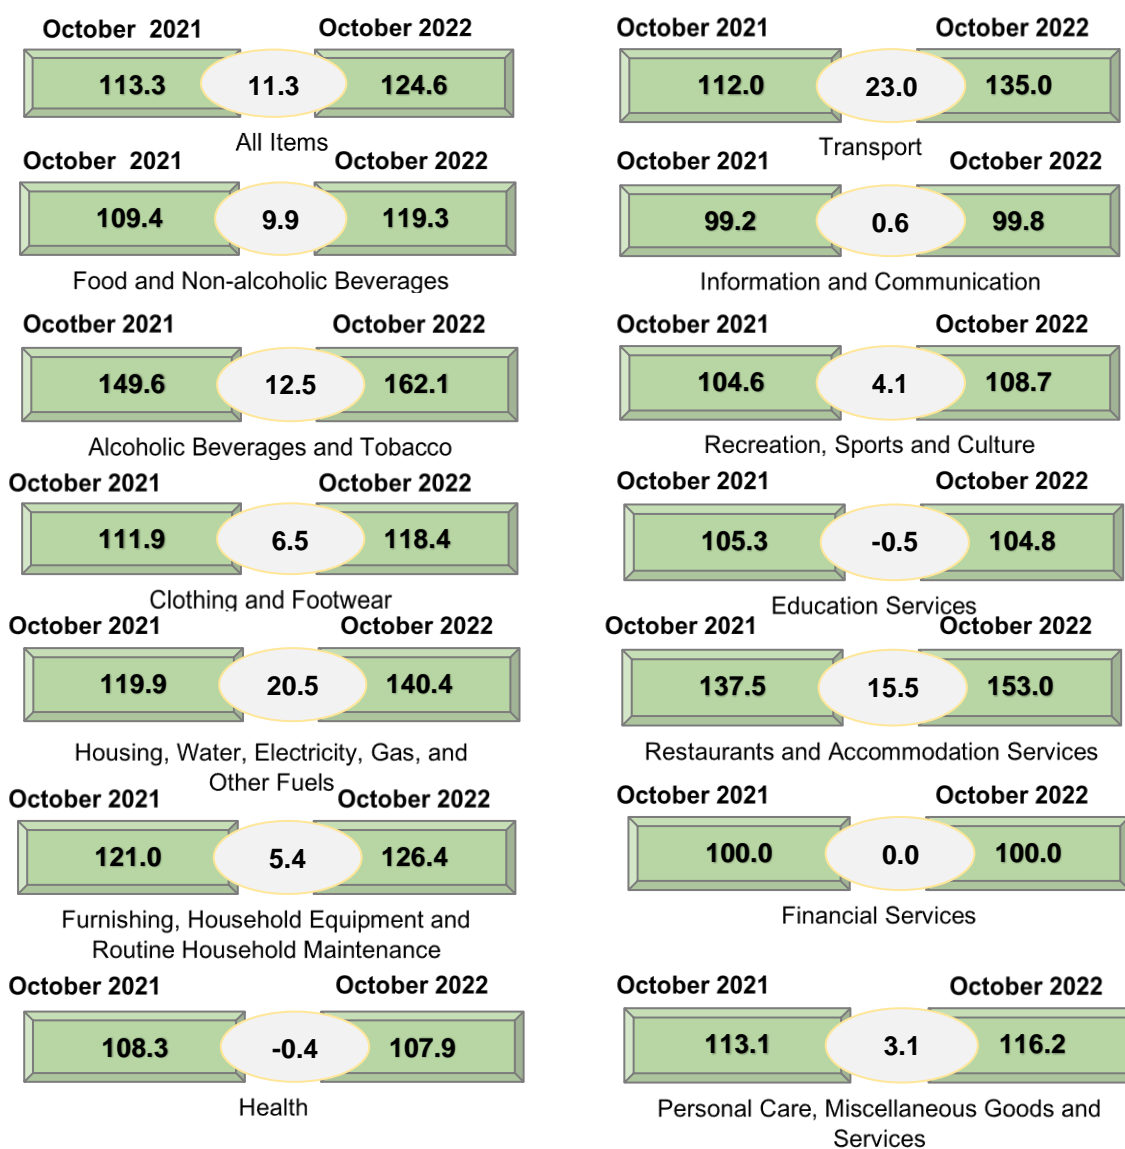 October 2021 October 2022
113.3 11.3 124.6
All Items
October 2021 October 2022
109.4 9.9 119.3
Food and Non-alcoholic Beverages
Ocotber 2021 October 2022
149.6 12.5 162.1
Alcoholic Beverages and Tobacco
October 2021 October 2022
111.9 6.5 118.4
Clothing and Footwear
October 2021 October 2022
119.9 20.5 140.4
Housing, Water, Electricity, Gas, and
Other Fuels
October 2021 October 2022
121.0 5.4 126.4
Furnishing, Household Equipment and
Routine Household Maintenance
October 2021 October 2022
108.3 -0.4 107.9
Health
October 2021 October 2022
112.0 23.0 135.0
Transport
October 2021 October 2022
99.2 0.6 99.8
Information and Communication
October 2021 October 2022
104.6 4.1 108.7
Recreation, Sports and Culture
October 2021 October 2022
105.3 -0.5 104.8
Education Services
October 2021 October 2022
137.5 15.5 153.0
Restaurants and Accommodation Services
October 2021 October 2022
100.0 0.0 100.0
Financial Services
October 2021 October 2022
113.1 3.1 116.2
Personal Care, Miscellaneous Goods and
Services